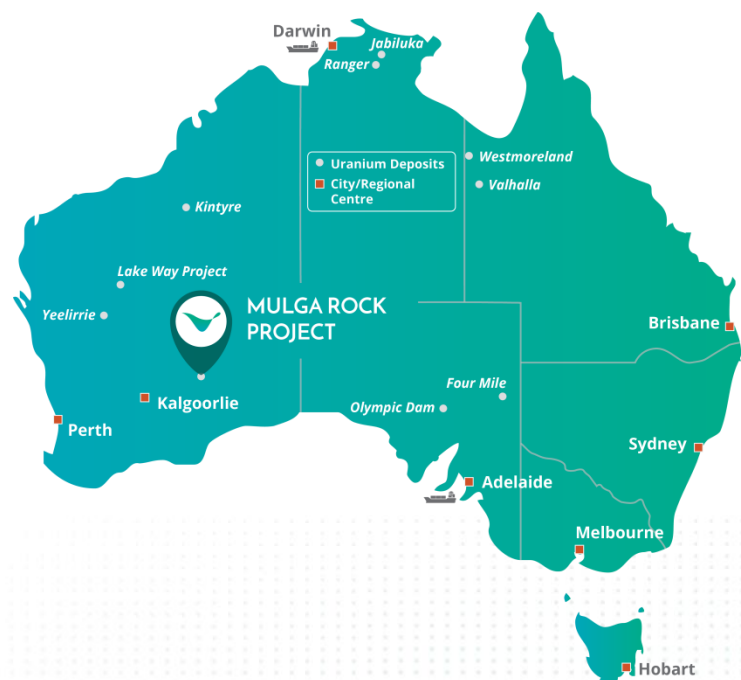 Darwin
Jabiluka
Ranger
Uranium Deposits
City/Regional
Centre
Westmoreland
Valhalla
Kintyre
Lake Way Project
Yeelirrie
MULGA ROCK
PROJECT
Brisbane
Four Mile
Olympic Dam
Kalgoorlie
Perth
Sydney
Adelaide
Melbourne
Hobart